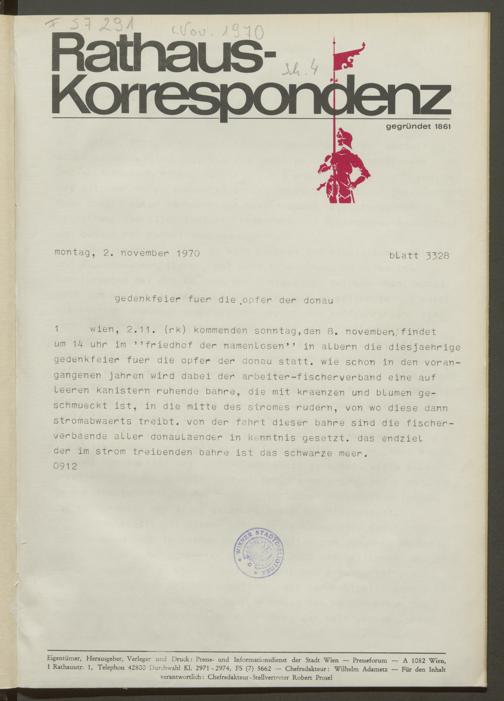 F 57291
Nov. 1970
Rathaus-
Sch. 4
Korrespondenz
gegründet 1861
montag, 2. november 1970 blatt 3328
gedenkfeier fuer die opfer der donau
1 wien, 2.11. (rk) kommenden sonntag,den 8. november, findet
um 14 uhr im ''friedhof der namenlosen'' in albern die diesjaehrige
gedenkfeier fuer die opfer der donau statt. wie schon in den voran-
gangenen jahren wird dabei der arbeiter-fischerverband eine auf
leeren kanistern ruhende bahre, die mit kraenzen und blumen ge-
schmueckt ist, in die mitte des stromes rudern, von wo diese dann
stromabwaerts treibt. von der fahrt dieser bahre sind die fischer-
verbaende aller donaulaender in kenntnis gesetzt. das endziel
der im strom treibenden bahre ist das schwarze meer.
0912
WIENER STADTBIBLIOTHEK
Eigentümer, Herausgeber, Verleger und Druck: Presse- und Informationsdienst der Stadt Wien — Presseforum — A 1082 Wien,
1 Rathausstr. 1, Telephon 42800 Durchwahl Kl. 2971 - 2974, FS (7) 5662 — Chefredakteur: Wilhelm Adametz — Für den Inhalt
verantwortlich: Chefredakteur-Stellvertreter Robert Prosel